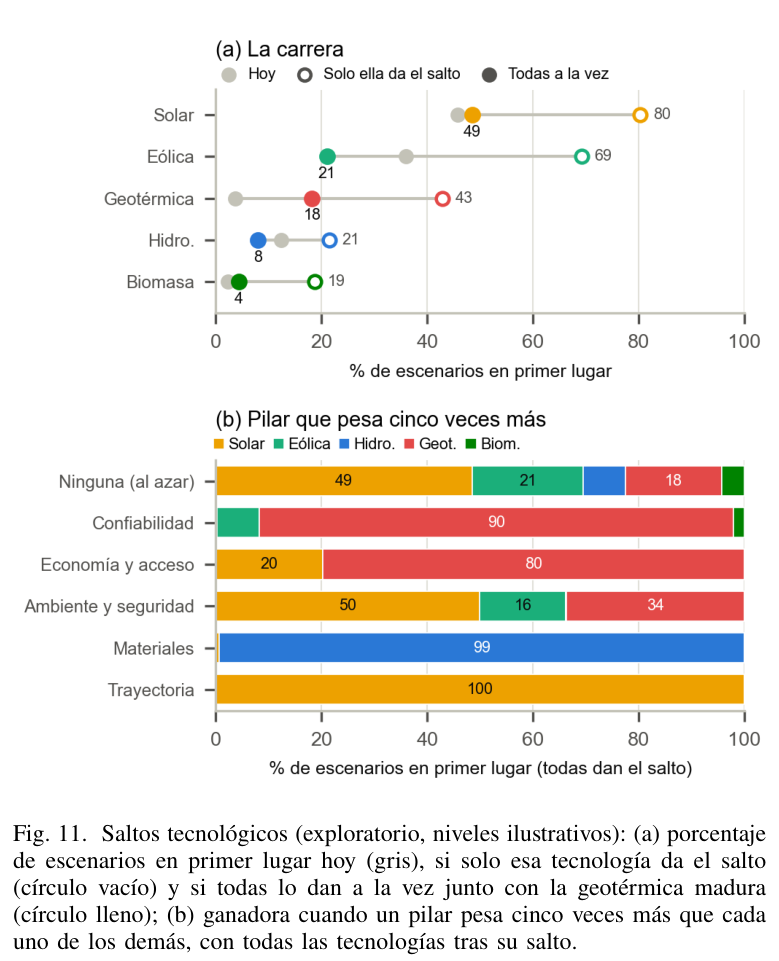 (a) La carrera
Hoy Solo ella da el salto Todas a la vez
Solar 49 80
Eólica 21 69
Geotérmica 18 43
Hidro. 8 21
Biomasa 4 19
0 20 40 60 80 100
% de escenarios en primer lugar
(b) Pilar que pesa cinco veces más
Solar Eólica Hidro. Geot. Biom.
Ninguna (al azar) 49 21 18
Confiabilidad 90
Economía y acceso 20 80
Ambiente y seguridad 50 16 34
Materiales 99
Trayectoria 100
0 20 40 60 80 100
% de escenarios en primer lugar (todas dan el salto)
Fig. 11. Saltos tecnológicos (exploratorio, niveles ilustrativos): (a) porcentaje
de escenarios en primer lugar hoy (gris), si solo esa tecnología da el salto
(círculo vacío) y si todas lo dan a la vez junto con la geotérmica madura
(círculo lleno); (b) ganadora cuando un pilar pesa cinco veces más que cada
uno de los demás, con todas las tecnologías tras su salto.